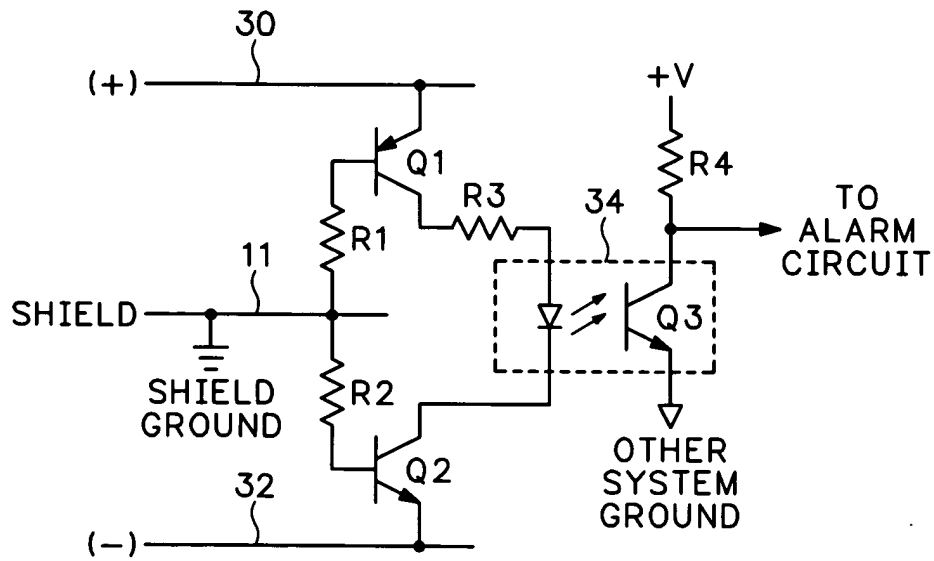 30
(+)
+V
Q1
R4
R3
34
TO
ALARM
CIRCUIT
R1
11
SHIELD
Q3
SHIELD
GROUND
R2
OTHER
SYSTEM
GROUND
Q2
32
(-)